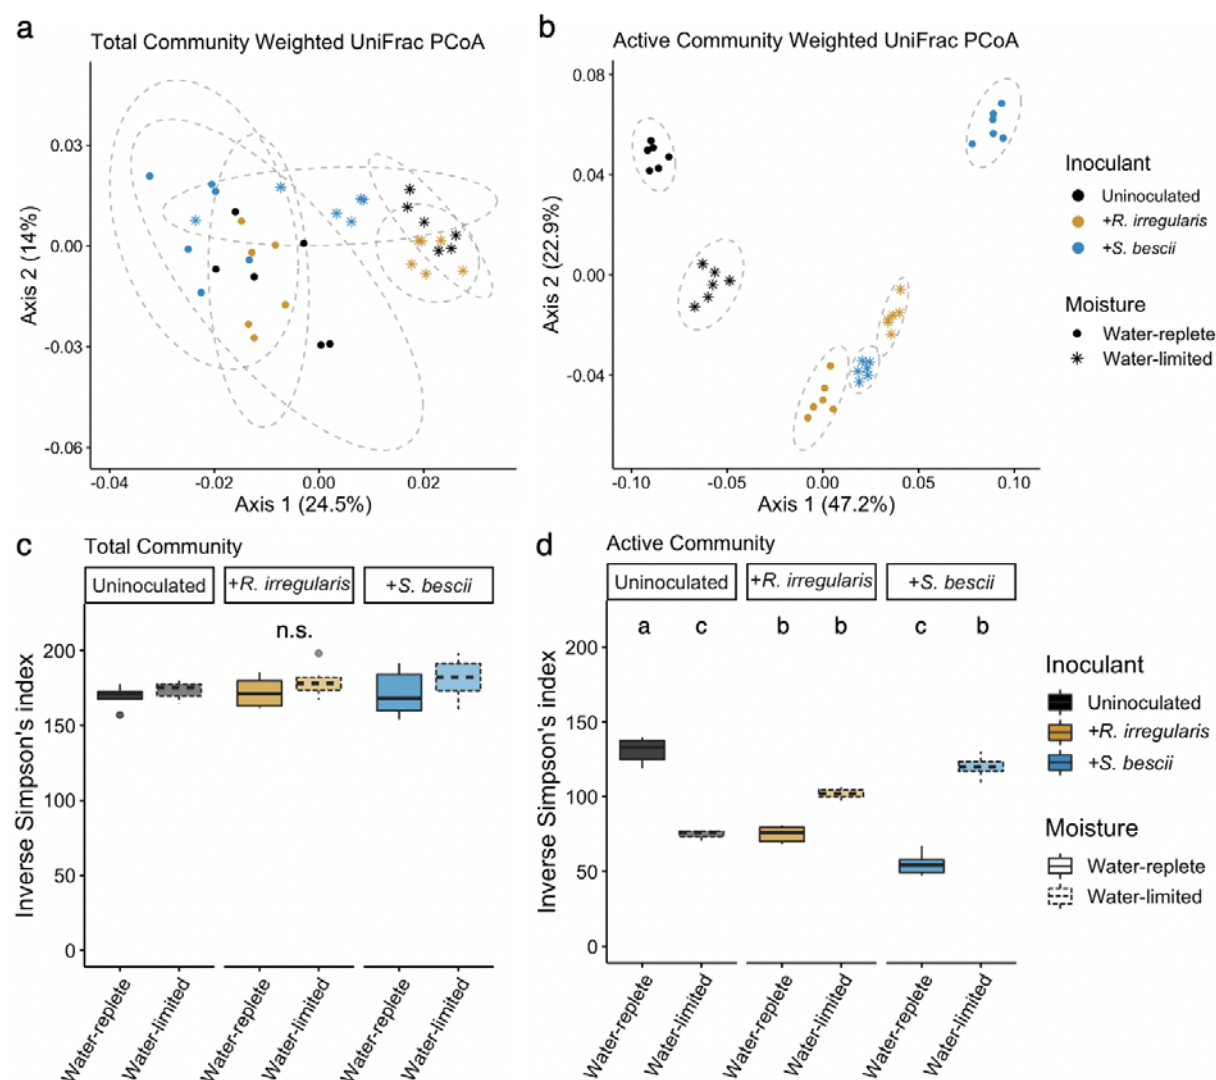 a
Total Community Weighted UniFrac PCoA
Axis 2 (14%)
0.03
0.00
-0.03
-0.06
-0.04
-0.02
0.00
0.02
Axis 1 (24.5%)
b
Active Community Weighted UniFrac PCoA
Axis 2 (22.9%)
0.08
0.04
0.00
-0.04
-0.10
-0.05
0.00
0.05
0.10
Axis 1 (47.2%)
Inoculant
Uninoculated
+R. irregularis
+S. bescii
Moisture
Water-replete
Water-limited
c
Total Community
Uninoculated
+R. irregularis
+S. bescii
n.s.
Inverse Simpson's index
200
150
100
50
0
Water-replete
Water-limited
Water-replete
Water-limited
Water-replete
Water-limited
d
Active Community
Uninoculated
+R. irregularis
+S. bescii
a
c
b
b
c
b
Inverse Simpson's index
200
150
100
50
0
Water-replete
Water-limited
Water-replete
Water-limited
Water-replete
Water-limited
Inoculant
Uninoculated
+R. irregularis
+S. bescii
Moisture
Water-replete
Water-limited